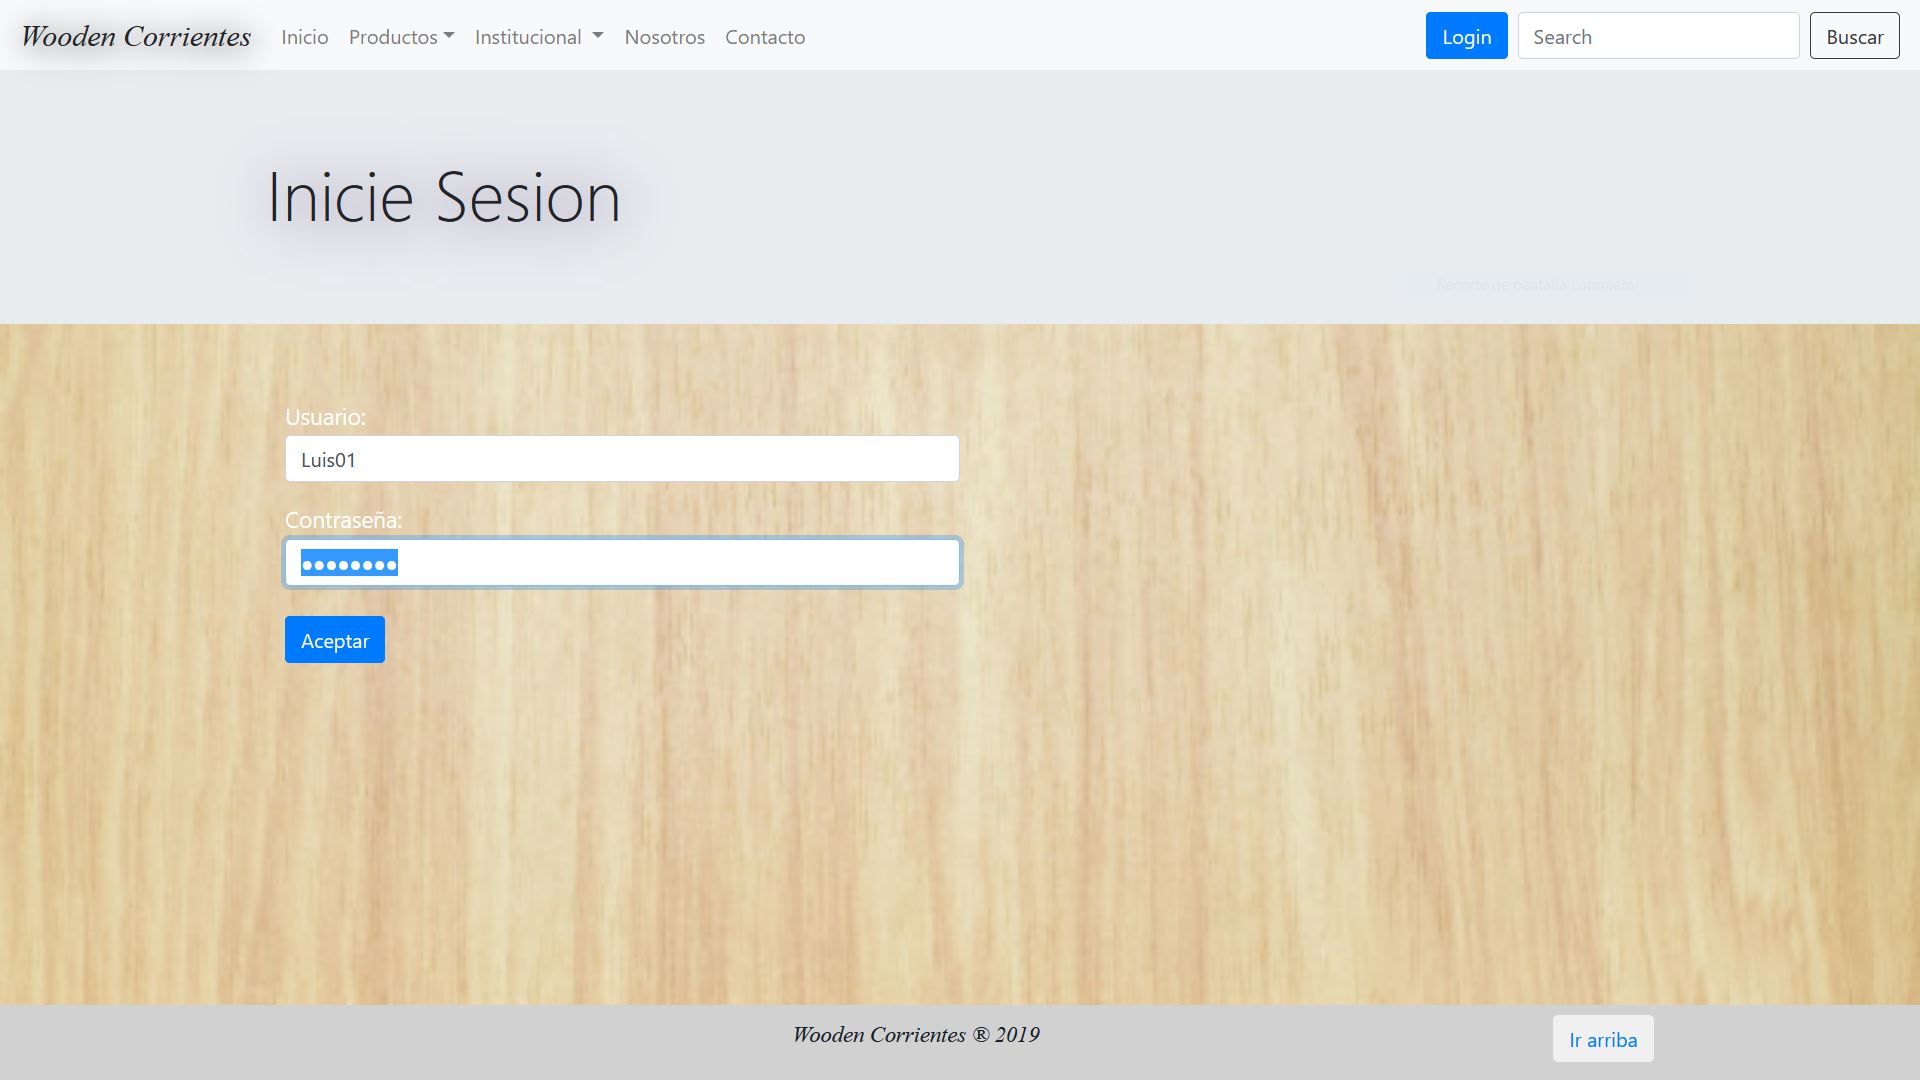 Wooden Corrientes Inicio Productos Institucional Nosotros Contacto Login Search Buscar
Inicie Sesion
Recorte de pantalla completa
Usuario:
Luis01
Contraseña:
••••••••
Aceptar
Wooden Corrientes ® 2019
Ir arriba